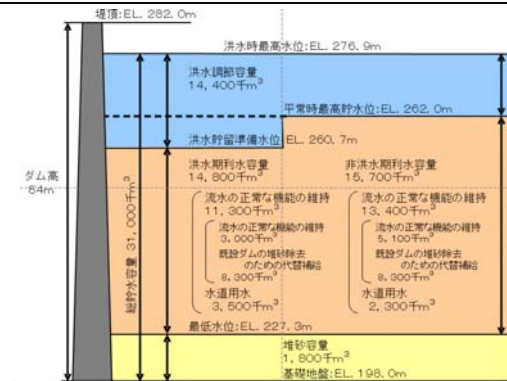 堤頂:EL. 282. 0m
洪水時最高水位:EL. 276. 9m
洪水調節容量
14, 400千m³
平常時最高貯水位:EL. 262. 0m
洪水貯留準備水位 EL. 260. 7m
ダム高
84m
総貯水容量 31, 000千m³
洪水期利水容量
14, 800千m³
流水の正常な機能の維持
11, 300千m³
流水の正常な機能の維持
3, 000千m³
既設ダムの堆砂除去
のための代替補給
8, 300千m³
水道用水
3, 500千m³
非洪水期利水容量
15, 700千m³
流水の正常な機能の維持
13, 400千m³
流水の正常な機能の維持
5, 100千m³
既設ダムの堆砂除去
のための代替補給
8, 300千m³
水道用水
2, 300千m³
最低水位:EL. 227. 3m
堆砂容量
1, 800千m³
基礎地盤:EL. 198. 0m